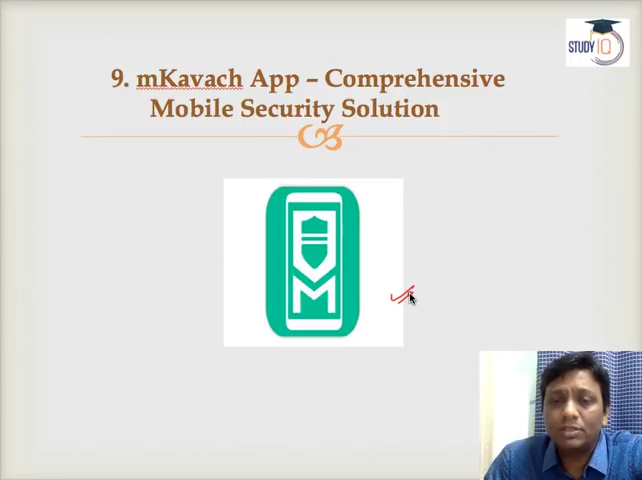 STUDY IQ
9. mKavach App – Comprehensive
Mobile Security Solution
M